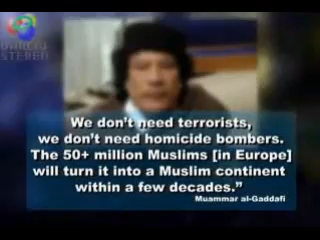 We don't need terrorists,
we don't need homicide bombers.
The 50+ million Muslims [in Europe]
will turn it into a Muslim continent
within a few decades.”
Muammar al-Gaddafi